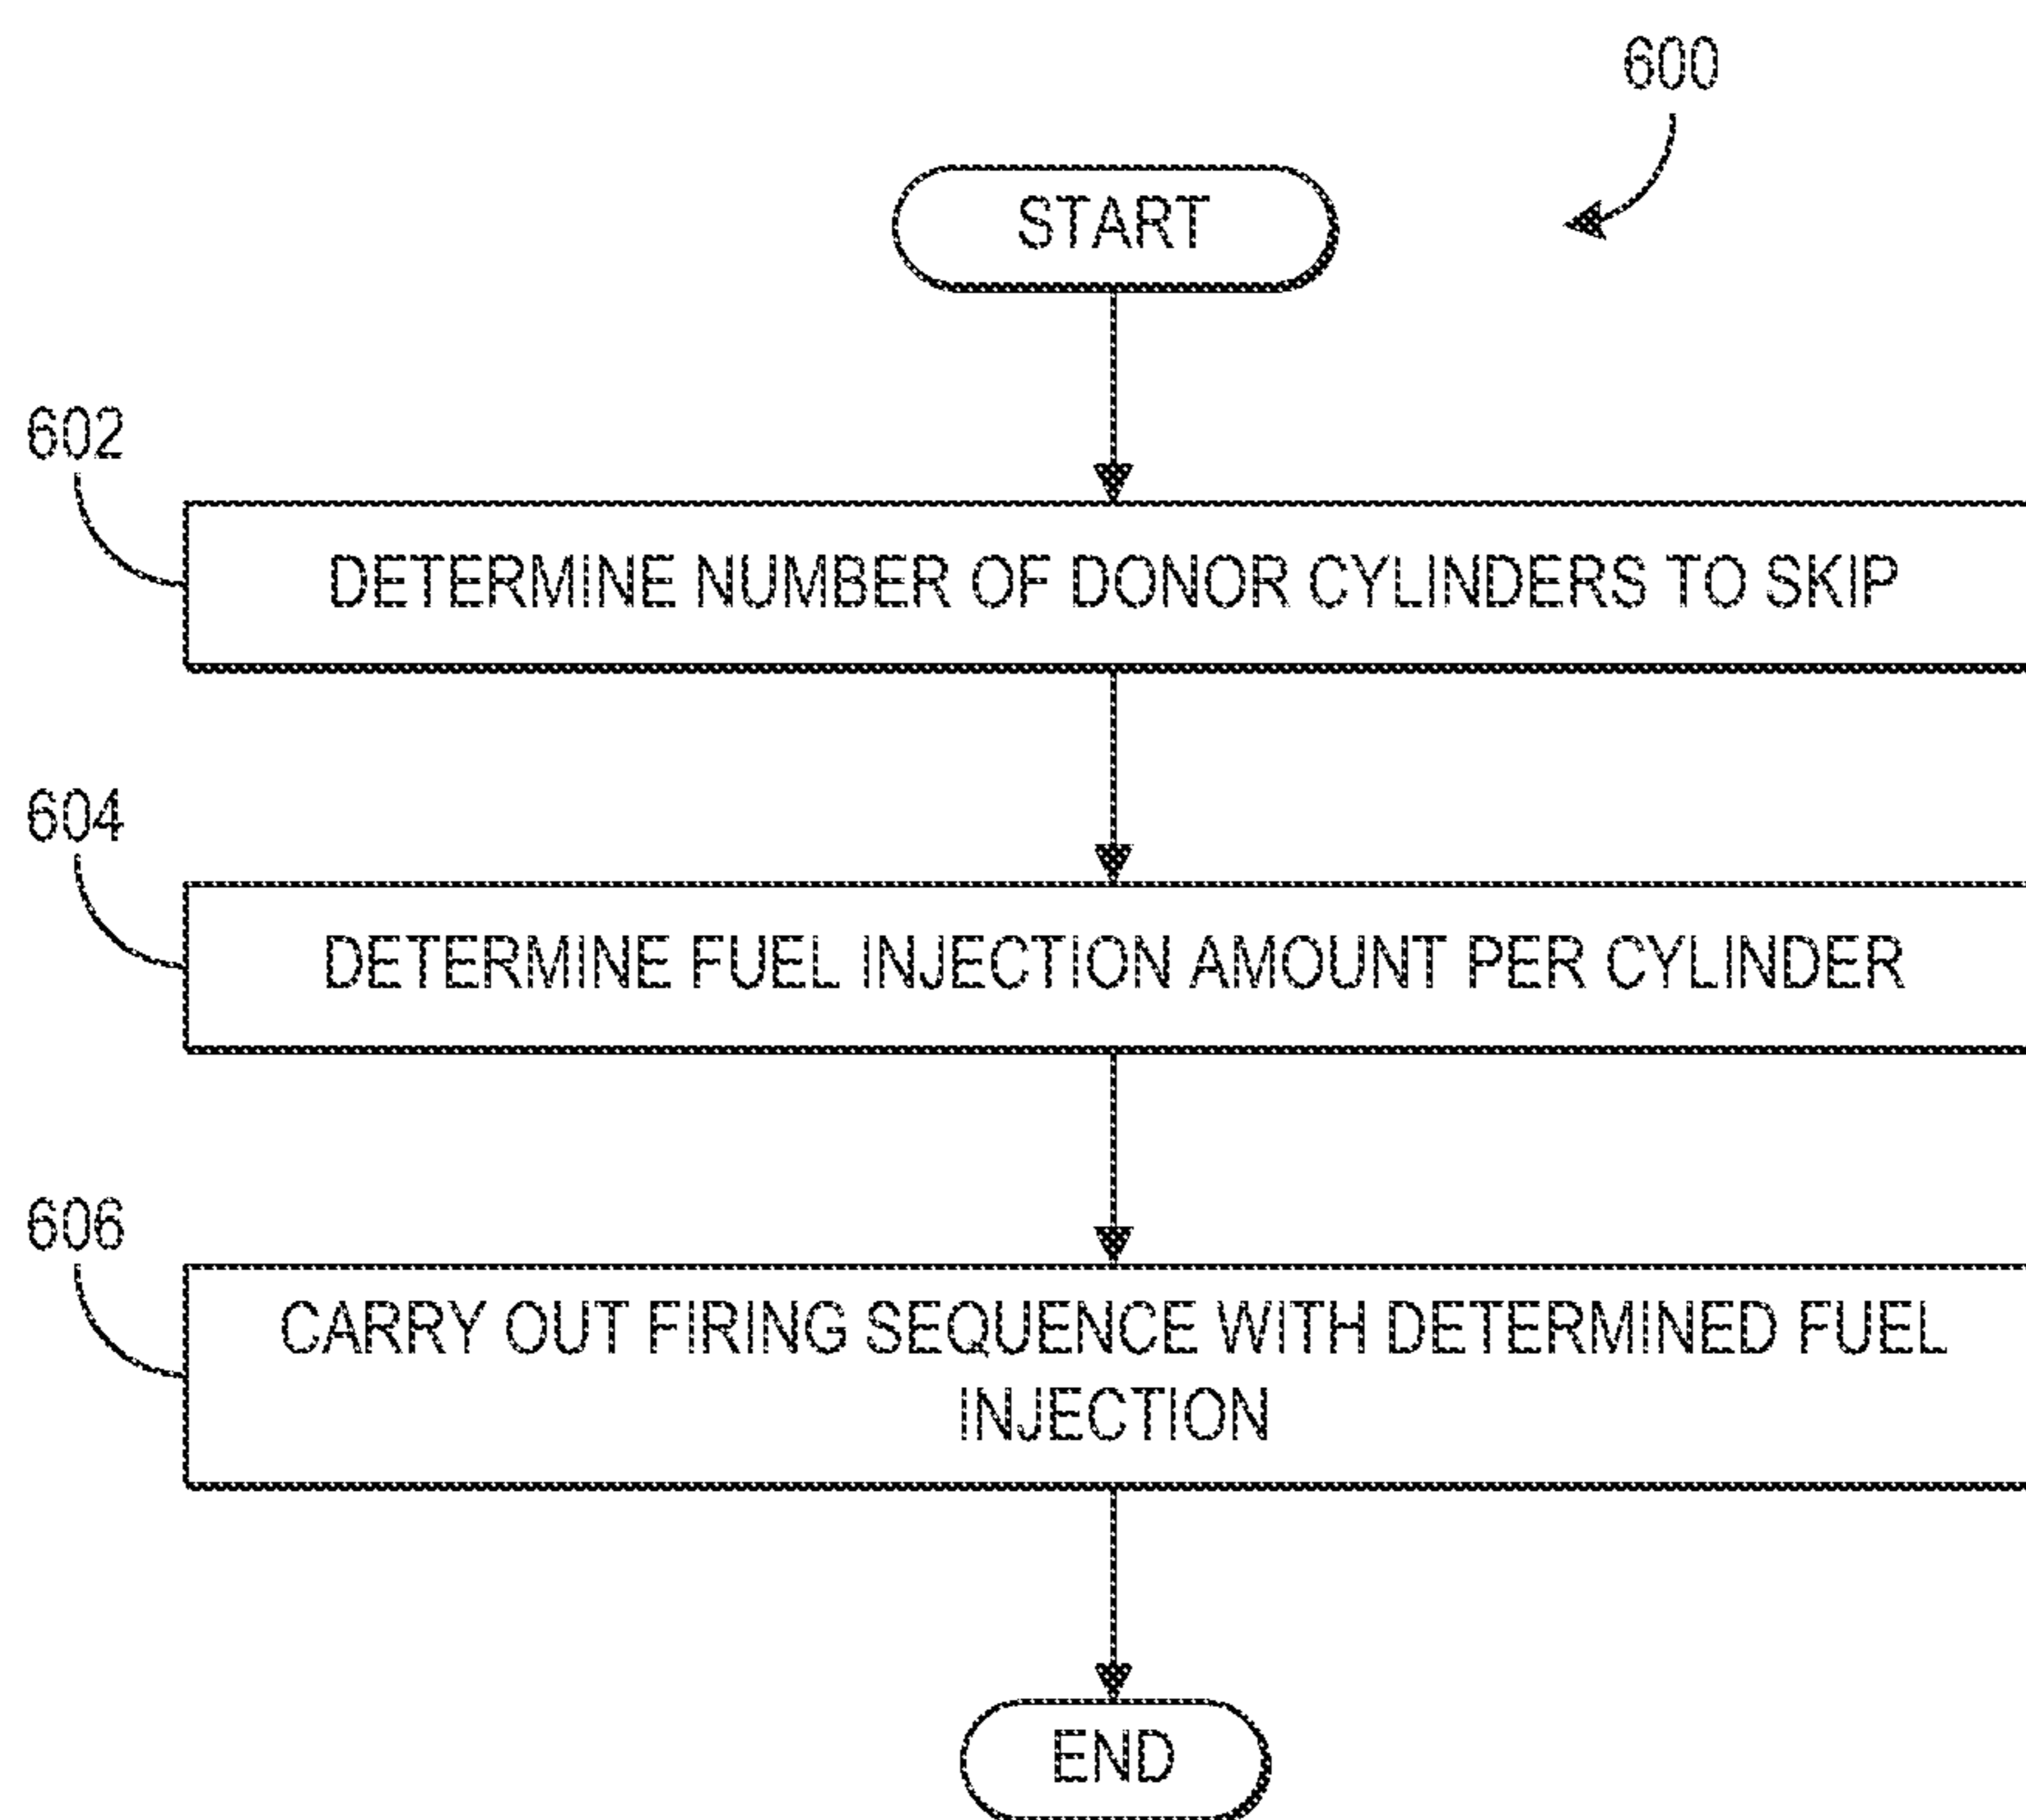 600
START
602
DETERMINE NUMBER OF DONOR CYLINDERS TO SKIP
604
DETERMINE FUEL INJECTION AMOUNT PER CYLINDER
606
CARRY OUT FIRING SEQUENCE WITH DETERMINED FUEL
INJECTION
END